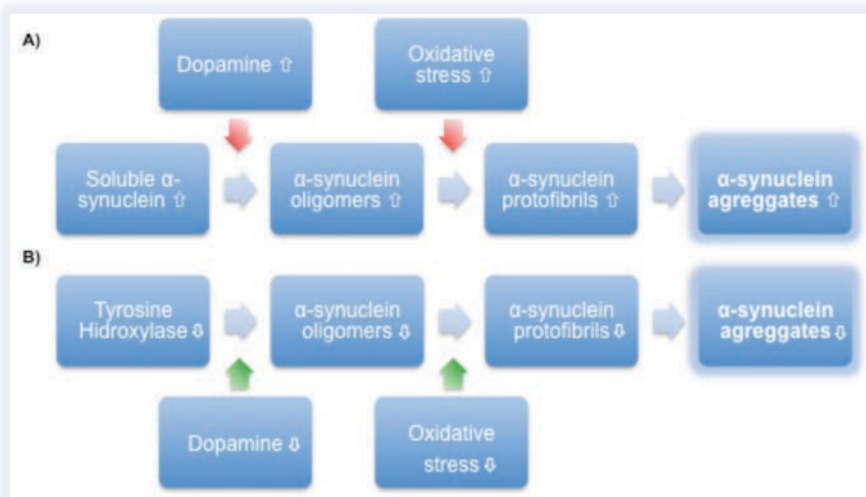 A)
Dopamine ⇧
Oxidative
stress ⇧
Soluble α-
synuclein ⇧
α-synuclein
oligomers ⇧
α-synuclein
protofibrils ⇧
α-synuclein
agreggates ⇧
B)
Tyrosine
Hidroxylase ⇩
α-synuclein
oligomers ⇩
α-synuclein
protofibrils ⇩
α-synuclein
agreggates ⇩
Dopamine ⇩
Oxidative
stress ⇩